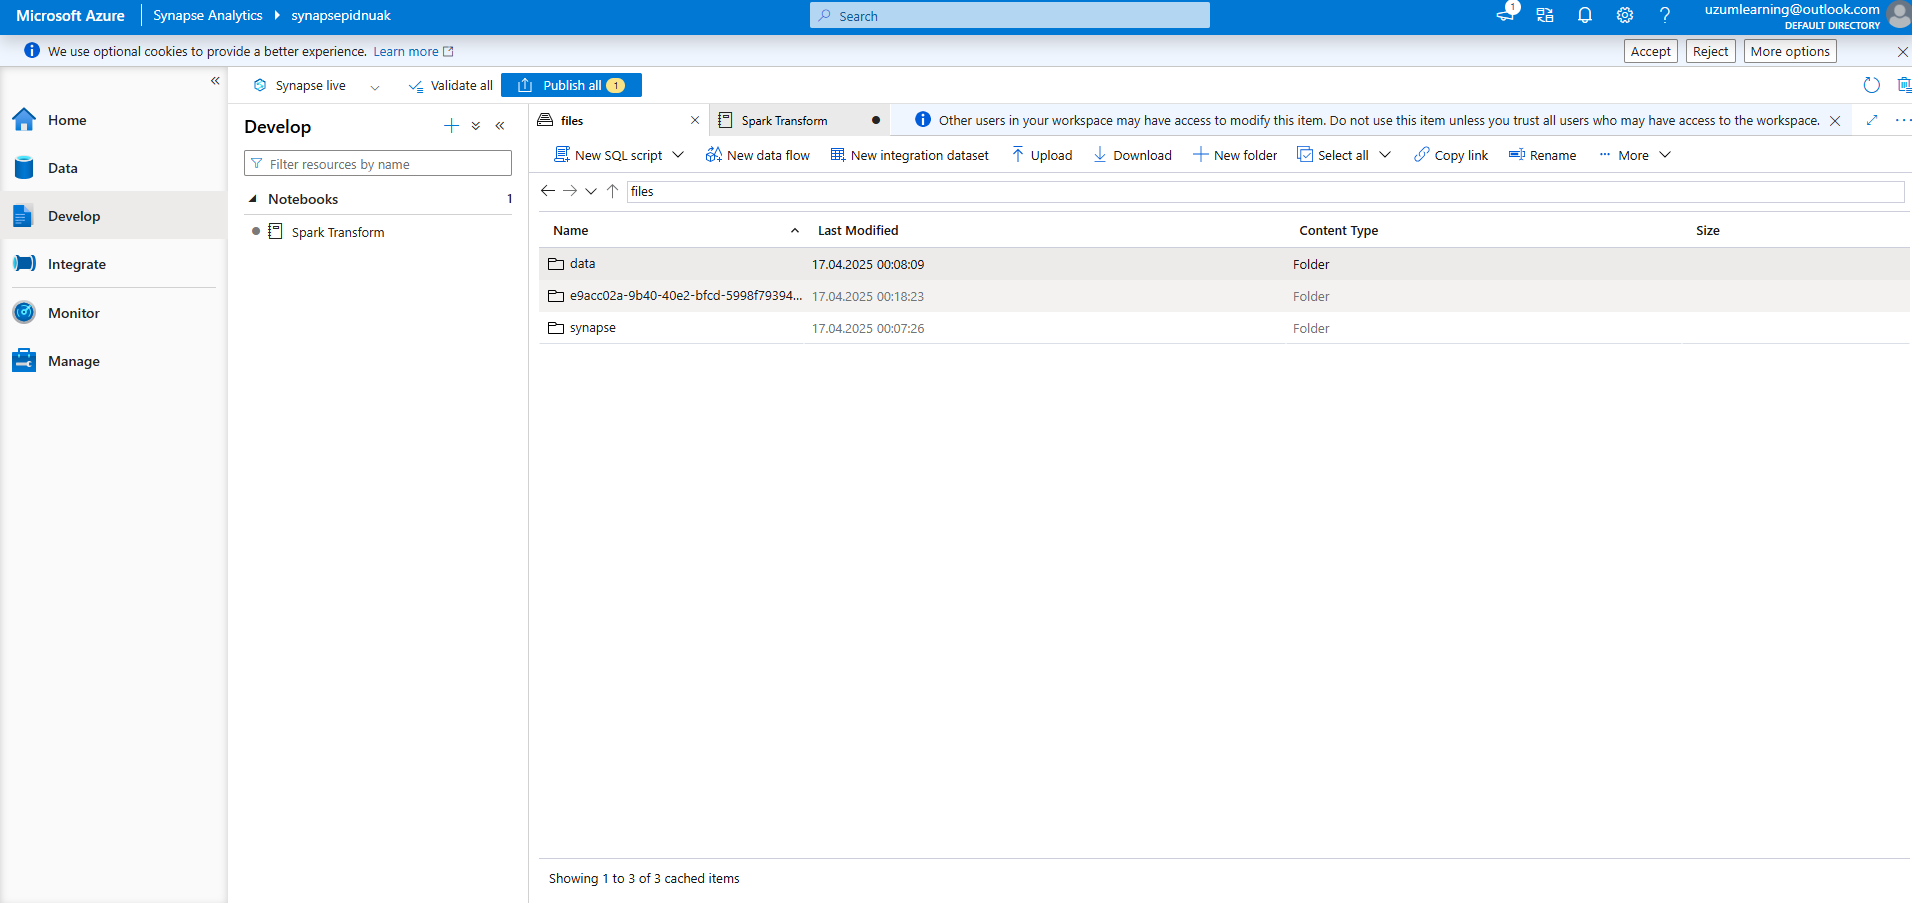 Microsoft Azure Synapse Analytics synapsepidnuak Search 1 uzumlearning@outlook.com
DEFAULT DIRECTORY
We use optional cookies to provide a better experience. Learn more Accept Reject More options
Synapse live Validate all Publish all 1
Home
Data
Develop
Integrate
Monitor
Manage
Develop
Filter resources by name
Notebooks 1
Spark Transform
files Spark Transform Other users in your workspace may have access to modify this item. Do not use this item unless you trust all users who may have access to the workspace.
New SQL script New data flow New integration dataset Upload Download New folder Select all Copy link Rename More
files
Name Last Modified Content Type Size
data 17.04.2025 00:08:09 Folder
e9acc02a-9b40-40e2-bfcd-5998f79394... 17.04.2025 00:18:23 Folder
synapse 17.04.2025 00:07:26 Folder
Showing 1 to 3 of 3 cached items